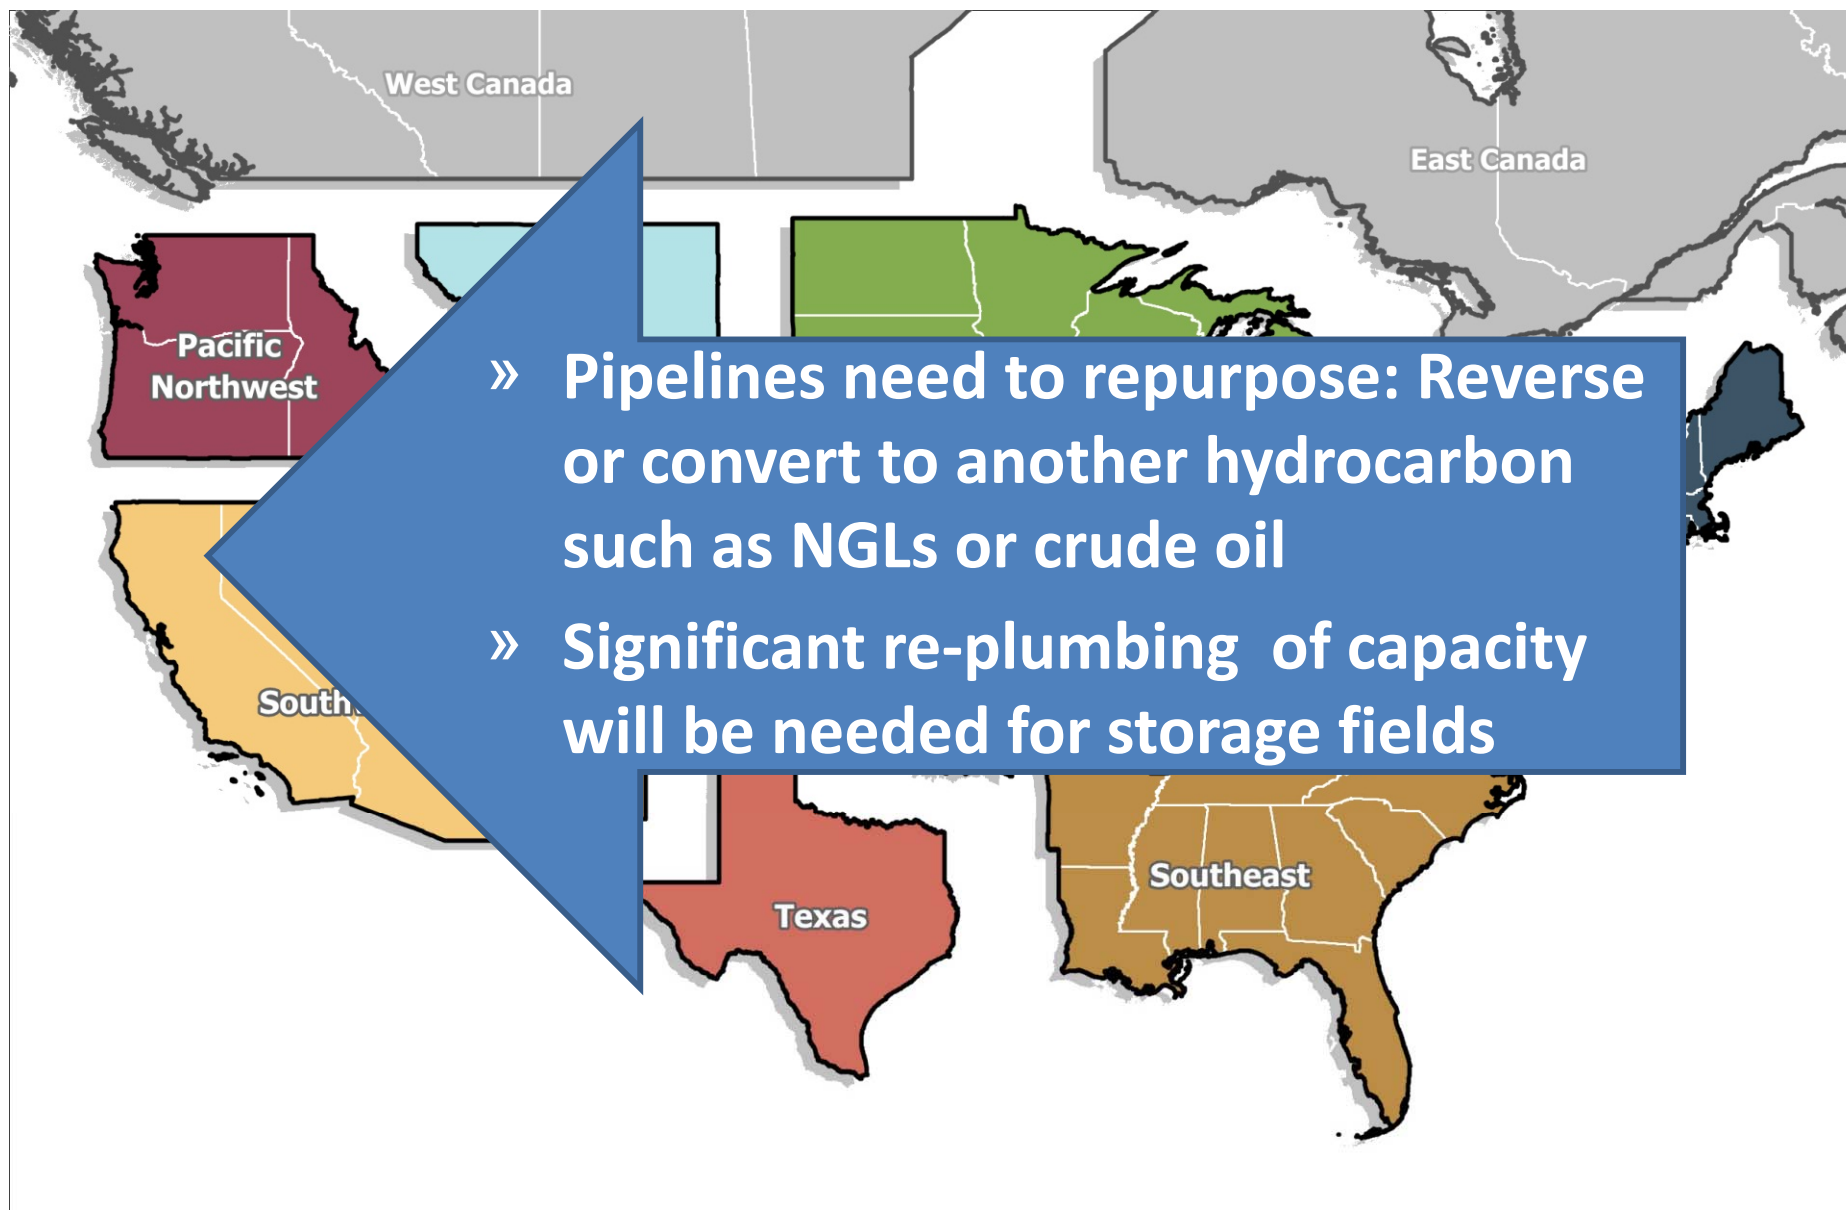 West Canada
East Canada
Pacific
Northwest
» Pipelines need to repurpose: Reverse
or convert to another hydrocarbon
such as NGLs or crude oil
» Significant re-plumbing  of capacity
will be needed for storage fields
South
Texas
Southeast